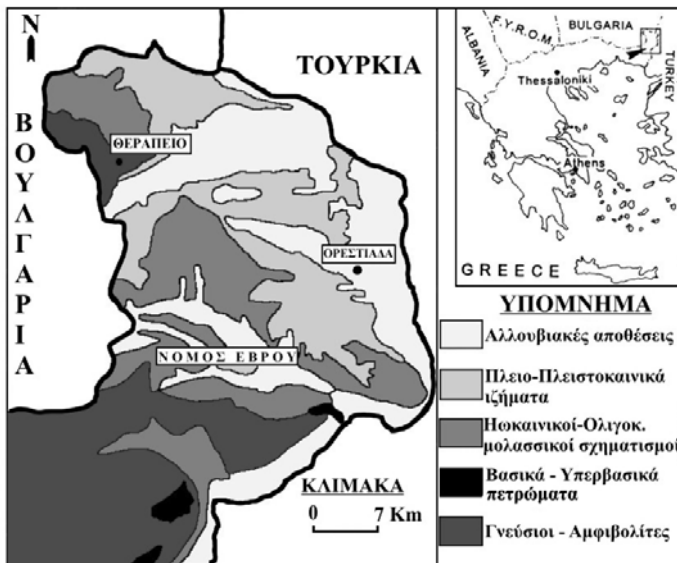 Ν
ΤΟΥΡΚΙΑ
ΒΟΥΛΓΑΡΙΑ
ΘΕΡΑΠΕΙΟ
ΟΡΕΣΤΙΑΔΑ
ΝΟΜΟΣ ΕΒΡΟΥ
ΚΛΙΜΑΚΑ
0 7 Km
F.Y.R.O.M
BULGARIA
ALBANIA
TURKEY
Thessaloniki
Athens
GREECE
ΥΠΟΜΝΗΜΑ
Αλλουβιακές αποθέσεις
Πλειο-Πλειστοκαινικά
ιζήματα
Ηωκαινικοί-Ολιγοκ.
μολασσικοί σχηματισμοί
Βασικά - Υπερβασικά
πετρώματα
Γνεύσιοι - Αμφιβολίτες